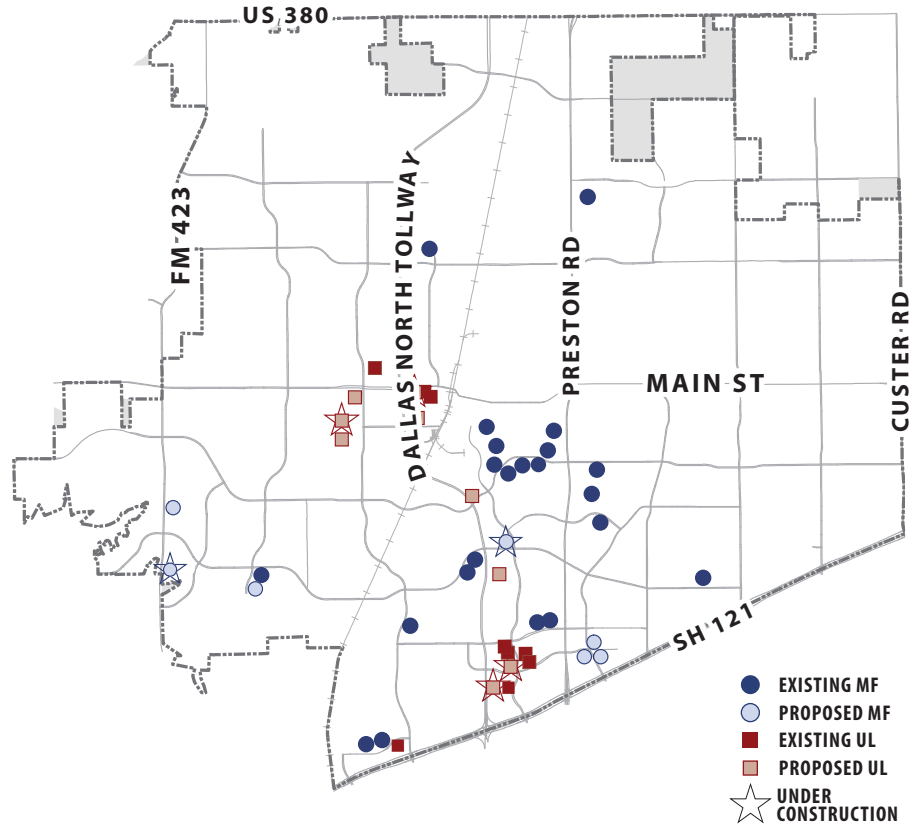 US 380
FM 423
DALLAS NORTH TOLLWAY
PRESTON RD
MAIN ST
CUSTER RD
SH 121
EXISTING MF
PROPOSED MF
EXISTING UL
PROPOSED UL
UNDER
CONSTRUCTION